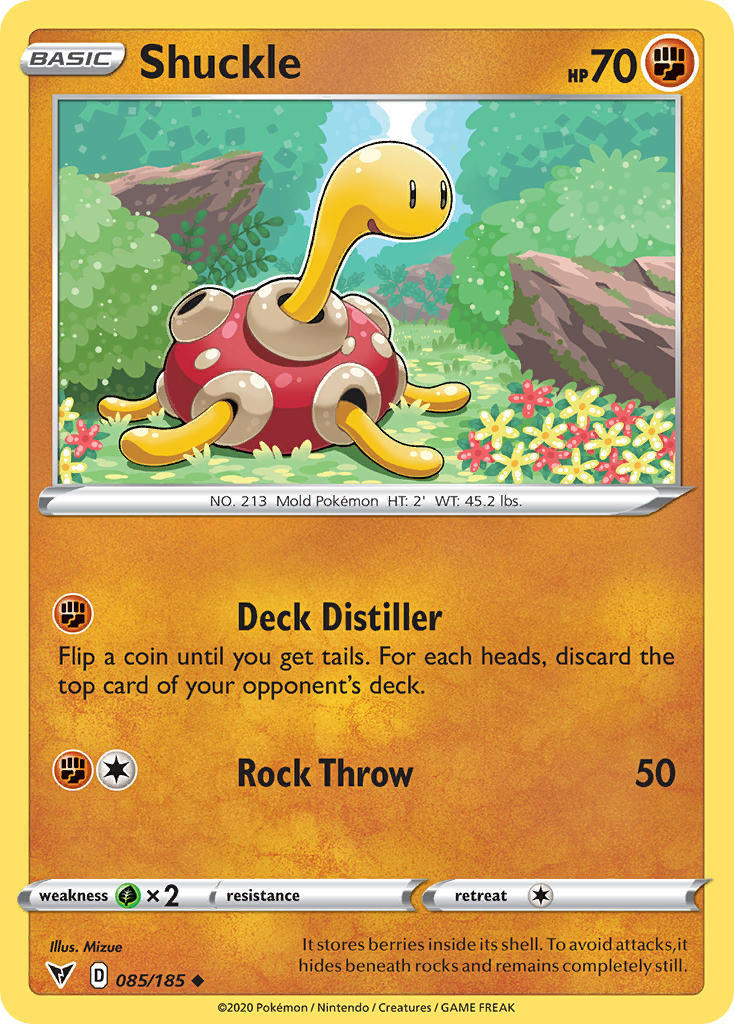 BASIC Shuckle HP 70
NO. 213 Mold Pokémon HT: 2' WT: 45.2 lbs.
Deck Distiller
Flip a coin until you get tails. For each heads, discard the
top card of your opponent's deck.
Rock Throw 50
weakness ×2 resistance retreat
Illus. Mizue
It stores berries inside its shell. To avoid attacks,it
hides beneath rocks and remains completely still.
D 085/185
©2020 Pokémon / Nintendo / Creatures / GAME FREAK